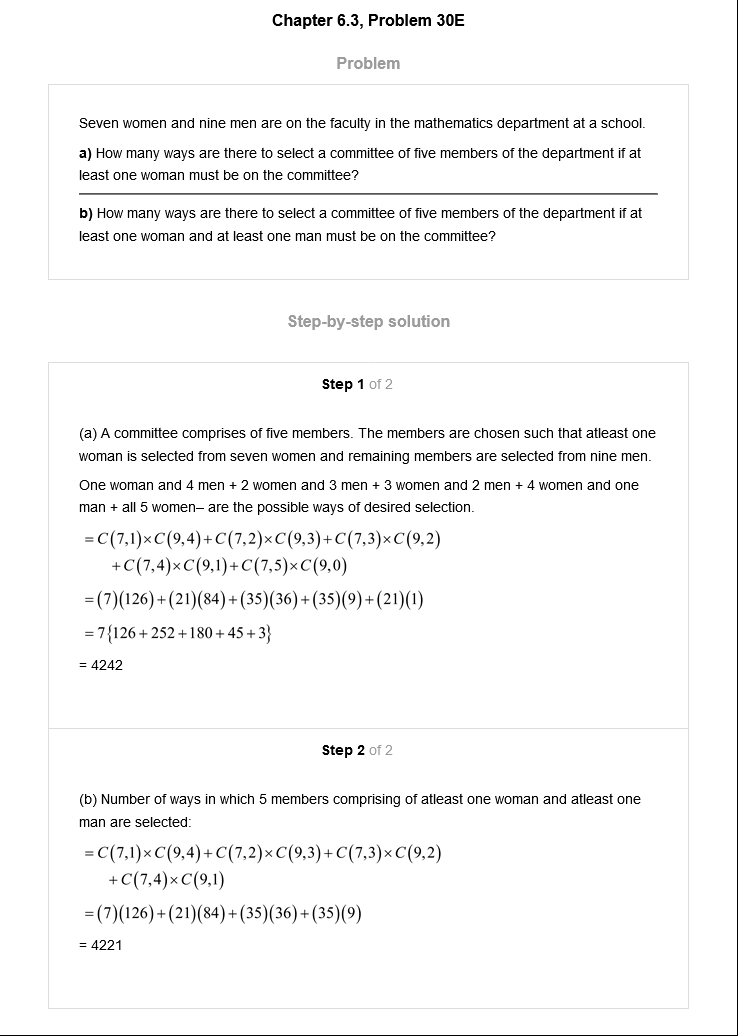 Chapter 6.3, Problem 30E
Problem
Seven women and nine men are on the faculty in the mathematics department at a school.
a) How many ways are there to select a committee of five members of the department if at
least one woman must be on the committee?
b) How many ways are there to select a committee of five members of the department if at
least one woman and at least one man must be on the committee?
Step-by-step solution
Step 1 of 2
(a) A committee comprises of five members. The members are chosen such that atleast one
woman is selected from seven women and remaining members are selected from nine men.
One woman and 4 men + 2 women and 3 men + 3 women and 2 men + 4 women and one
man + all 5 women– are the possible ways of desired selection.
= C(7,1)×C(9,4)+C(7,2)×C(9,3)+C(7,3)×C(9,2)
+C(7,4)×C(9,1)+C(7,5)×C(9,0)
= (7)(126)+(21)(84)+(35)(36)+(35)(9)+(21)(1)
= 7{126+252+180+45+3}
= 4242
Step 2 of 2
(b) Number of ways in which 5 members comprising of atleast one woman and atleast one
man are selected:
= C(7,1)×C(9,4)+C(7,2)×C(9,3)+C(7,3)×C(9,2)
+C(7,4)×C(9,1)
= (7)(126)+(21)(84)+(35)(36)+(35)(9)
= 4221